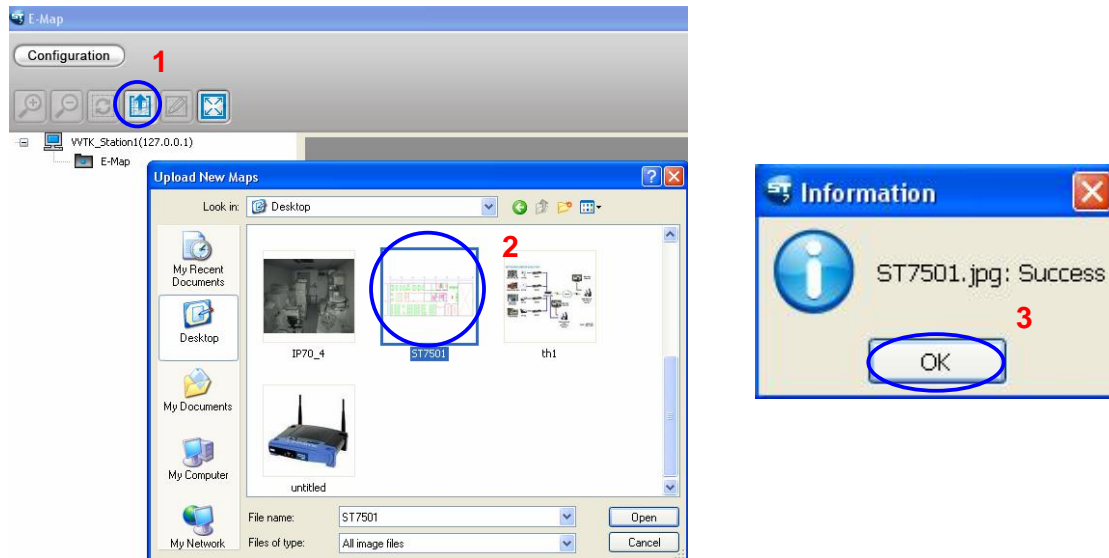 E-Map
Configuration
1
VVTK_Station1(127.0.0.1)
E-Map
Upload New Maps
Look in:
Desktop
2
My Recent
Documents
Desktop
My Documents
My Computer
My Network
IP70_4
ST7501
th1
untitled
File name:
ST7501
Open
Files of type:
All image files
Cancel
Information
ST7501.jpg: Success
3
OK